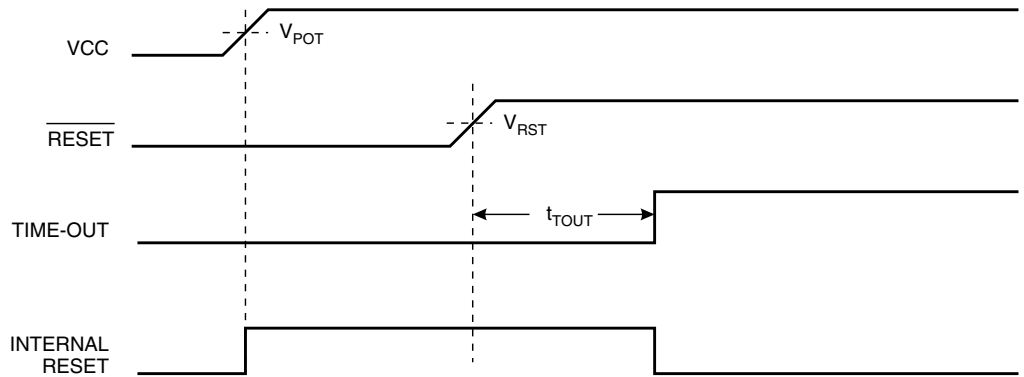 VCC
V_POT
RESET
V_RST
TIME-OUT
t_TOUT
INTERNAL
RESET